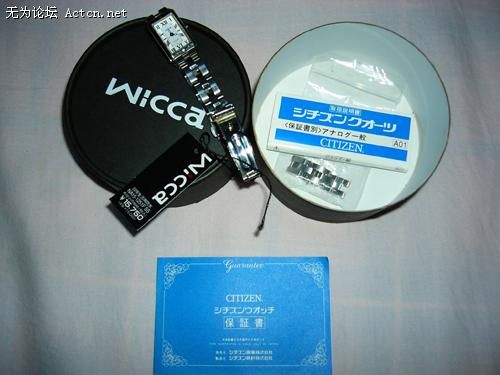 无为论坛 Actcn.net
wicca
wicca
¥15,750
取扱説明書
シチズンクオーツ
〈保証書別〉アナログ一般
CITIZEN
A01
Guarantee
CITIZEN
シチズンウオッチ
保証書
シチズン商事株式会社
シチズン時計株式会社